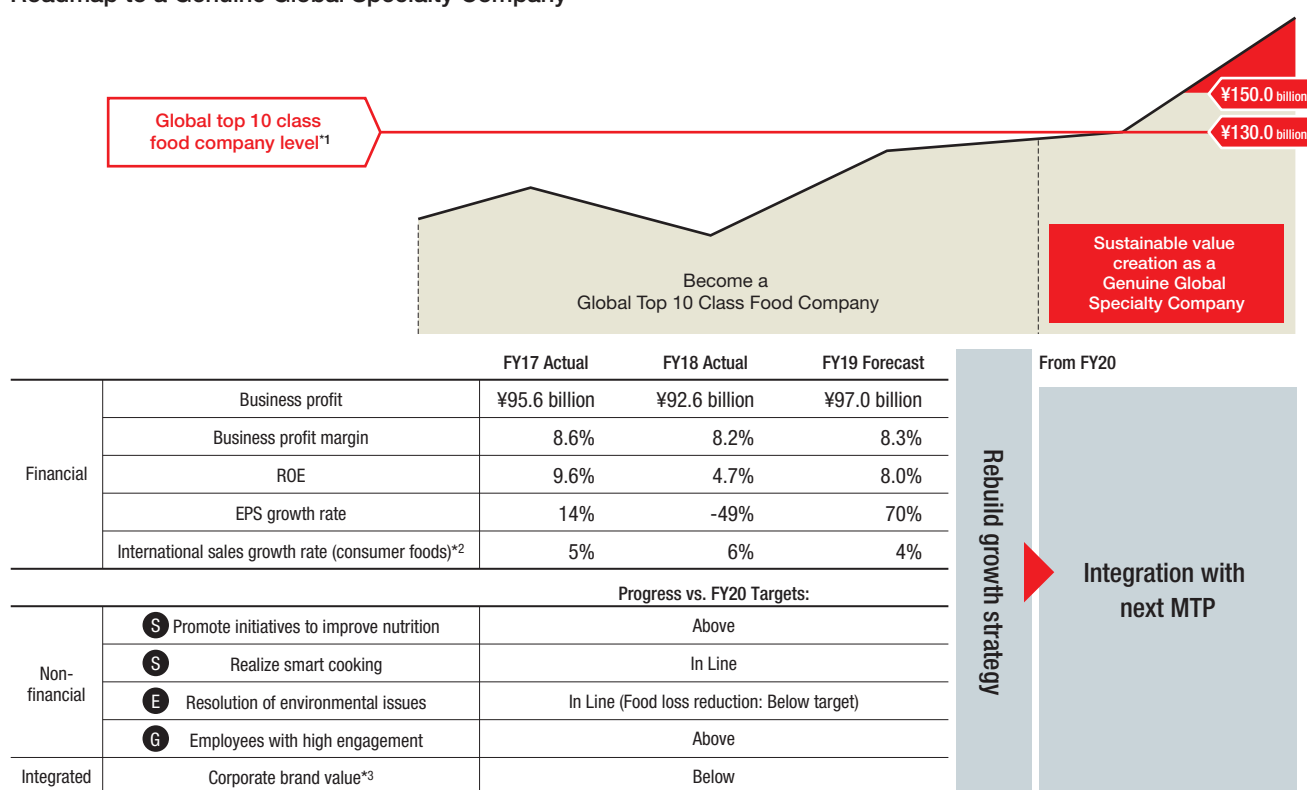 Roadmap to a Genuine Global Specialty Company
Global top 10 class
food company level*1
¥150.0 billion
¥130.0 billion
Become a
Global Top 10 Class Food Company
Sustainable value
creation as a
Genuine Global
Specialty Company
FY17 Actual FY18 Actual FY19 Forecast From FY20
Financial
Business profit ¥95.6 billion ¥92.6 billion ¥97.0 billion
Business profit margin 8.6% 8.2% 8.3%
ROE 9.6% 4.7% 8.0%
EPS growth rate 14% -49% 70%
International sales growth rate (consumer foods)*2 5% 6% 4%
Progress vs. FY20 Targets:
Non-
financial
S Promote initiatives to improve nutrition Above
S Realize smart cooking In Line
E Resolution of environmental issues In Line (Food loss reduction: Below target)
G Employees with high engagement Above
Integrated Corporate brand value*3 Below
Rebuild growth strategy
Integration with
next MTP